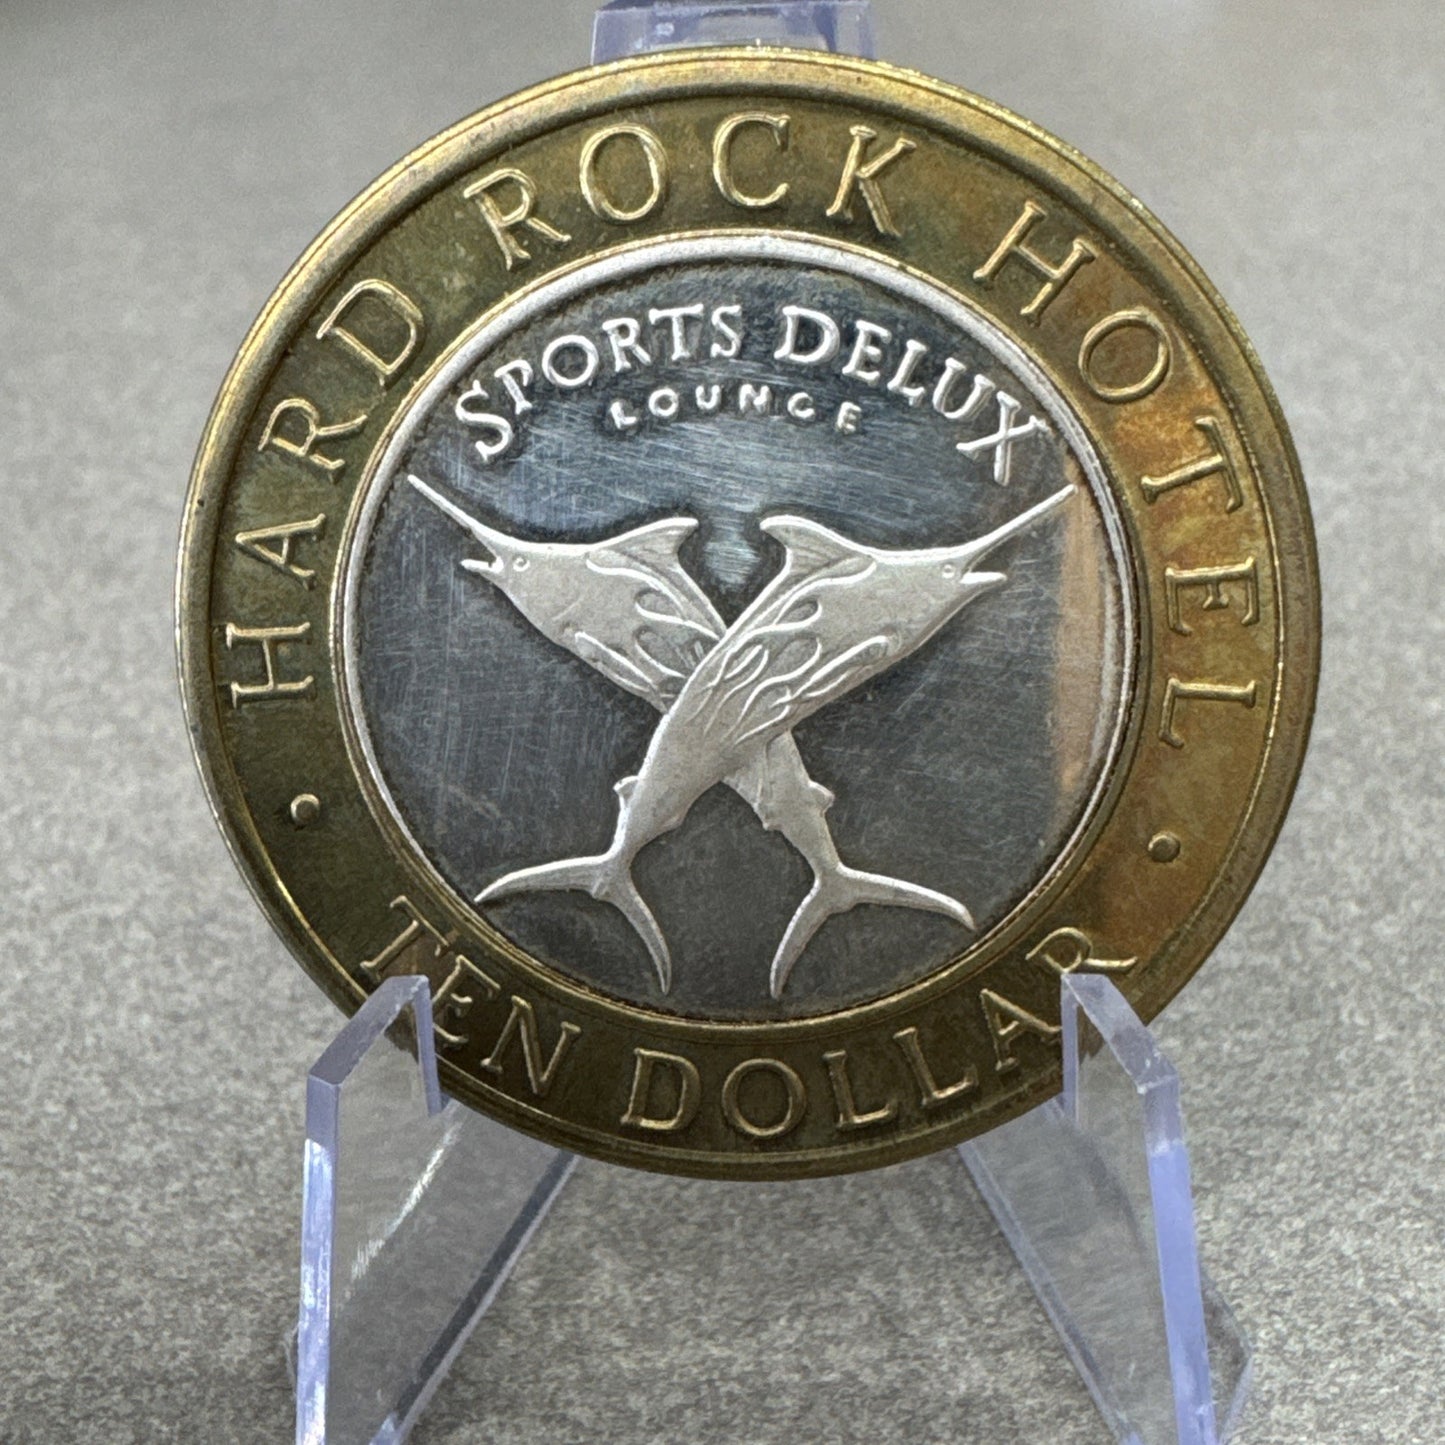 HARD ROCK HOTEL
SPORTS DELUX
LOUNGE
· TEN DOLLAR ·